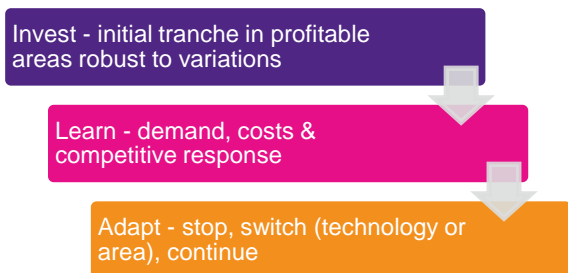 Invest - initial tranche in profitable
areas robust to variations
Learn - demand, costs &
competitive response
Adapt - stop, switch (technology or
area), continue